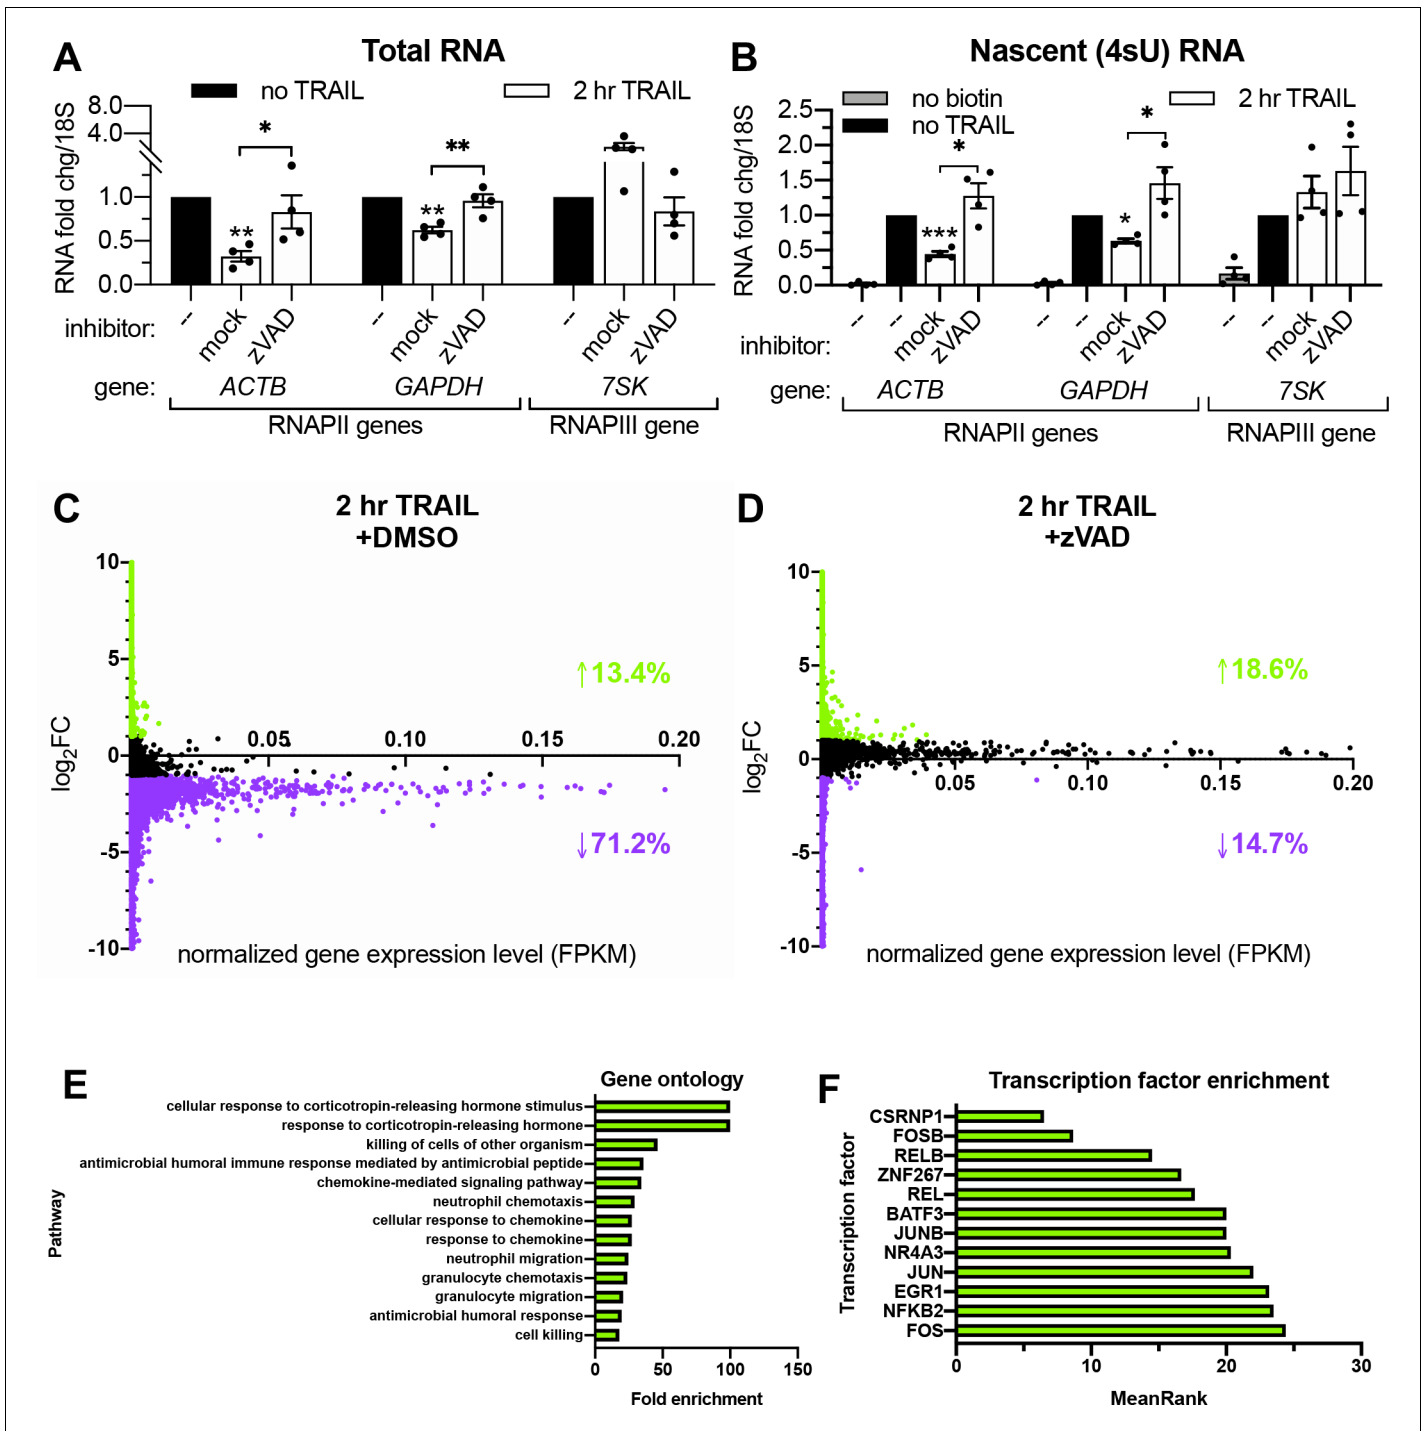 A
Total RNA
no TRAIL
2 hr TRAIL
RNA fold chg/18S
8.0
4.0
1.0
0.5
0.0
*
**
**
**
inhibitor:
--
mock
zVAD
--
mock
zVAD
--
mock
zVAD
gene:
ACTB
GAPDH
7SK
RNAPII genes
RNAPIII gene
B
Nascent (4sU) RNA
no biotin
2 hr TRAIL
no TRAIL
RNA fold chg/18S
2.5
2.0
1.5
1.0
0.5
0.0
*
***
*
*
inhibitor:
--
--
mock
zVAD
--
--
mock
zVAD
--
--
mock
zVAD
gene:
ACTB
GAPDH
7SK
RNAPII genes
RNAPIII gene
C
2 hr TRAIL
+DMSO
log2FC
10
5
0
-5
-10
0.05
0.10
0.15
0.20
↑13.4%
↓71.2%
normalized gene expression level (FPKM)
D
2 hr TRAIL
+zVAD
log2FC
10
5
0
-5
-10
0.05
0.10
0.15
0.20
↑18.6%
↓14.7%
normalized gene expression level (FPKM)
E
Gene ontology
Pathway
cellular response to corticotropin-releasing hormone stimulus
response to corticotropin-releasing hormone
killing of cells of other organism
antimicrobial humoral immune response mediated by antimicrobial peptide
chemokine-mediated signaling pathway
neutrophil chemotaxis
cellular response to chemokine
response to chemokine
neutrophil migration
granulocyte chemotaxis
granulocyte migration
antimicrobial humoral response
cell killing
0
50
100
150
Fold enrichment
F
Transcription factor enrichment
Transcription factor
CSRNP1
FOSB
RELB
ZNF267
REL
BATF3
JUNB
NR4A3
JUN
EGR1
NFKB2
FOS
0
10
20
30
MeanRank